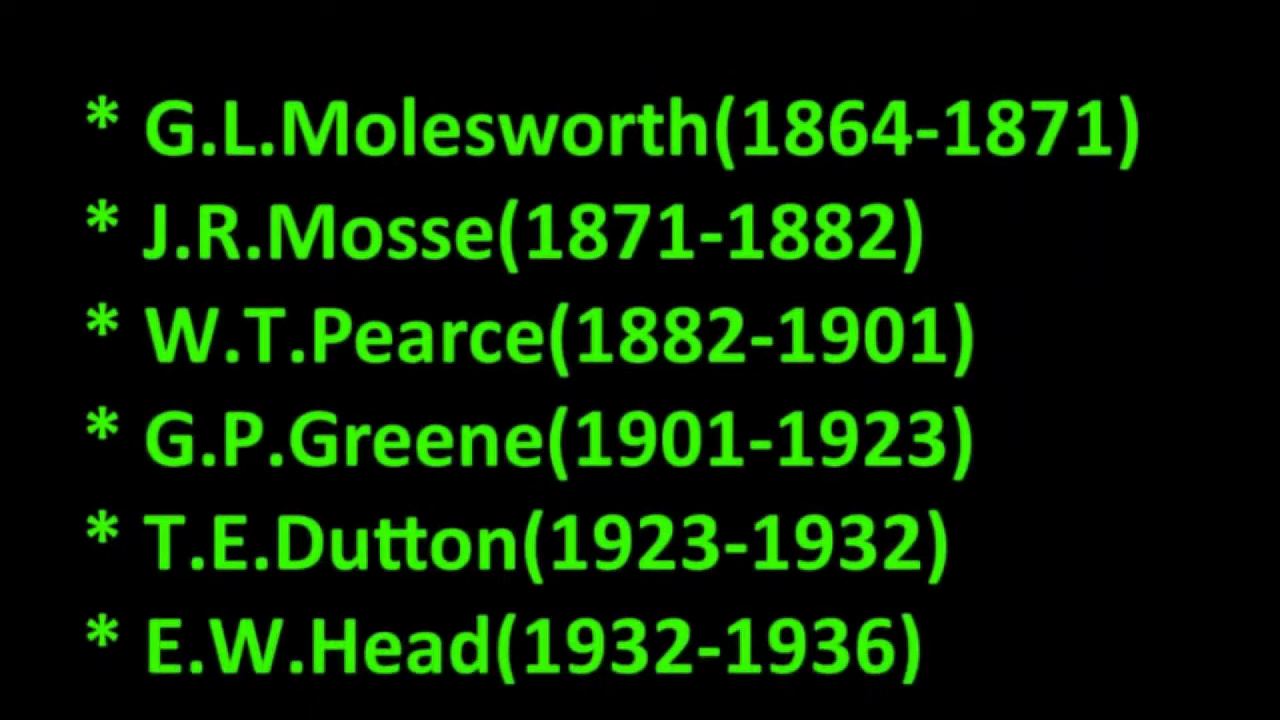 * G.L.Molesworth(1864-1871)
* J.R.Mosse(1871-1882)
* W.T.Pearce(1882-1901)
* G.P.Greene(1901-1923)
* T.E.Dutton(1923-1932)
* E.W.Head(1932-1936)